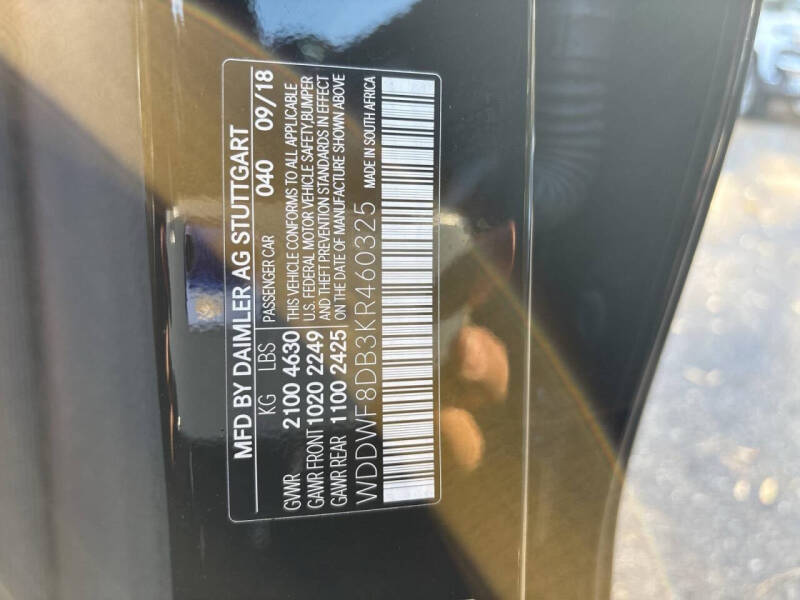 MFD BY DAIMLER AG STUTTGART 040 09/18
KG LBS PASSENGER CAR
GVWR 2100 4630 THIS VEHICLE CONFORMS TO ALL APPLICABLE
GAWR FRONT 1020 2249 U.S. FEDERAL MOTOR VEHICLE SAFETY,BUMPER
GAWR REAR 1100 2425 AND THEFT PREVENTION STANDARDS IN EFFECT
ON THE DATE OF MANUFACTURE SHOWN ABOVE
WDDWF8DB3KR460325 MADE IN SOUTH AFRICA